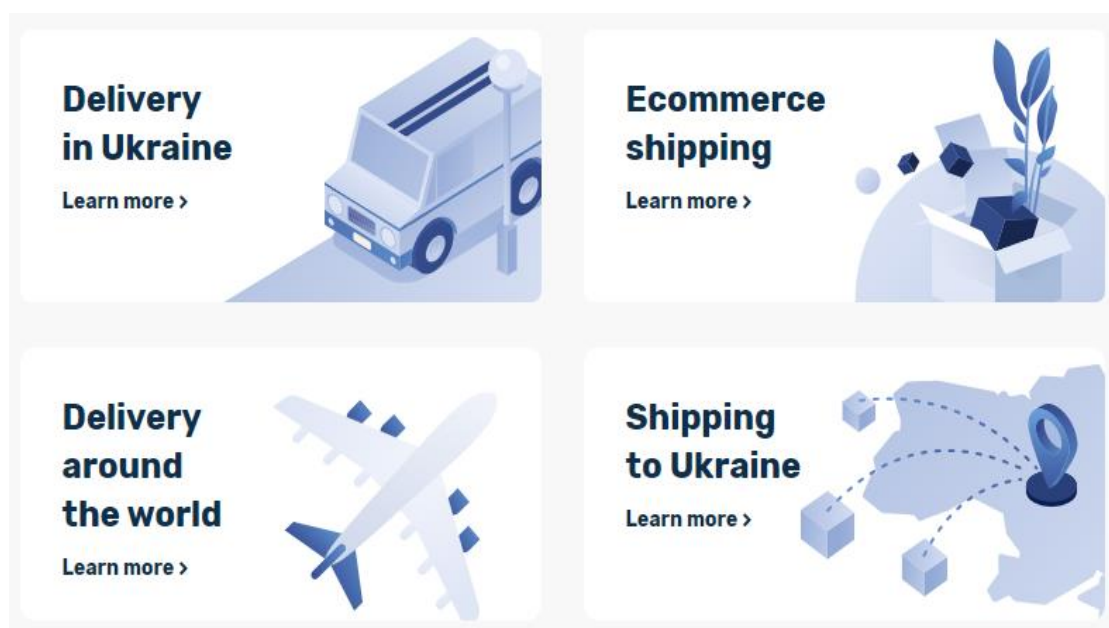 Delivery
in Ukraine
Learn more >
Ecommerce
shipping
Learn more >
Delivery
around
the world
Learn more >
Shipping
to Ukraine
Learn more >